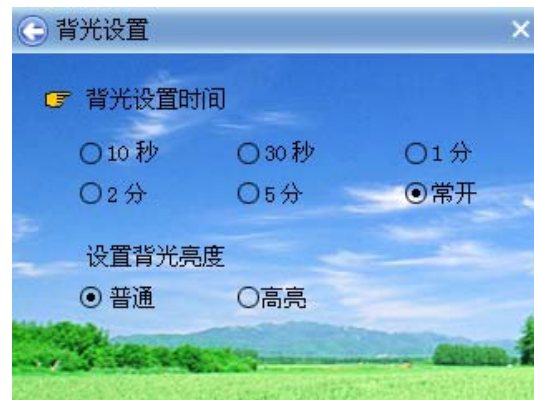 背光设置
背光设置时间
10 秒 30 秒 1 分
2 分 5 分 常开
设置背光亮度
普通 高亮